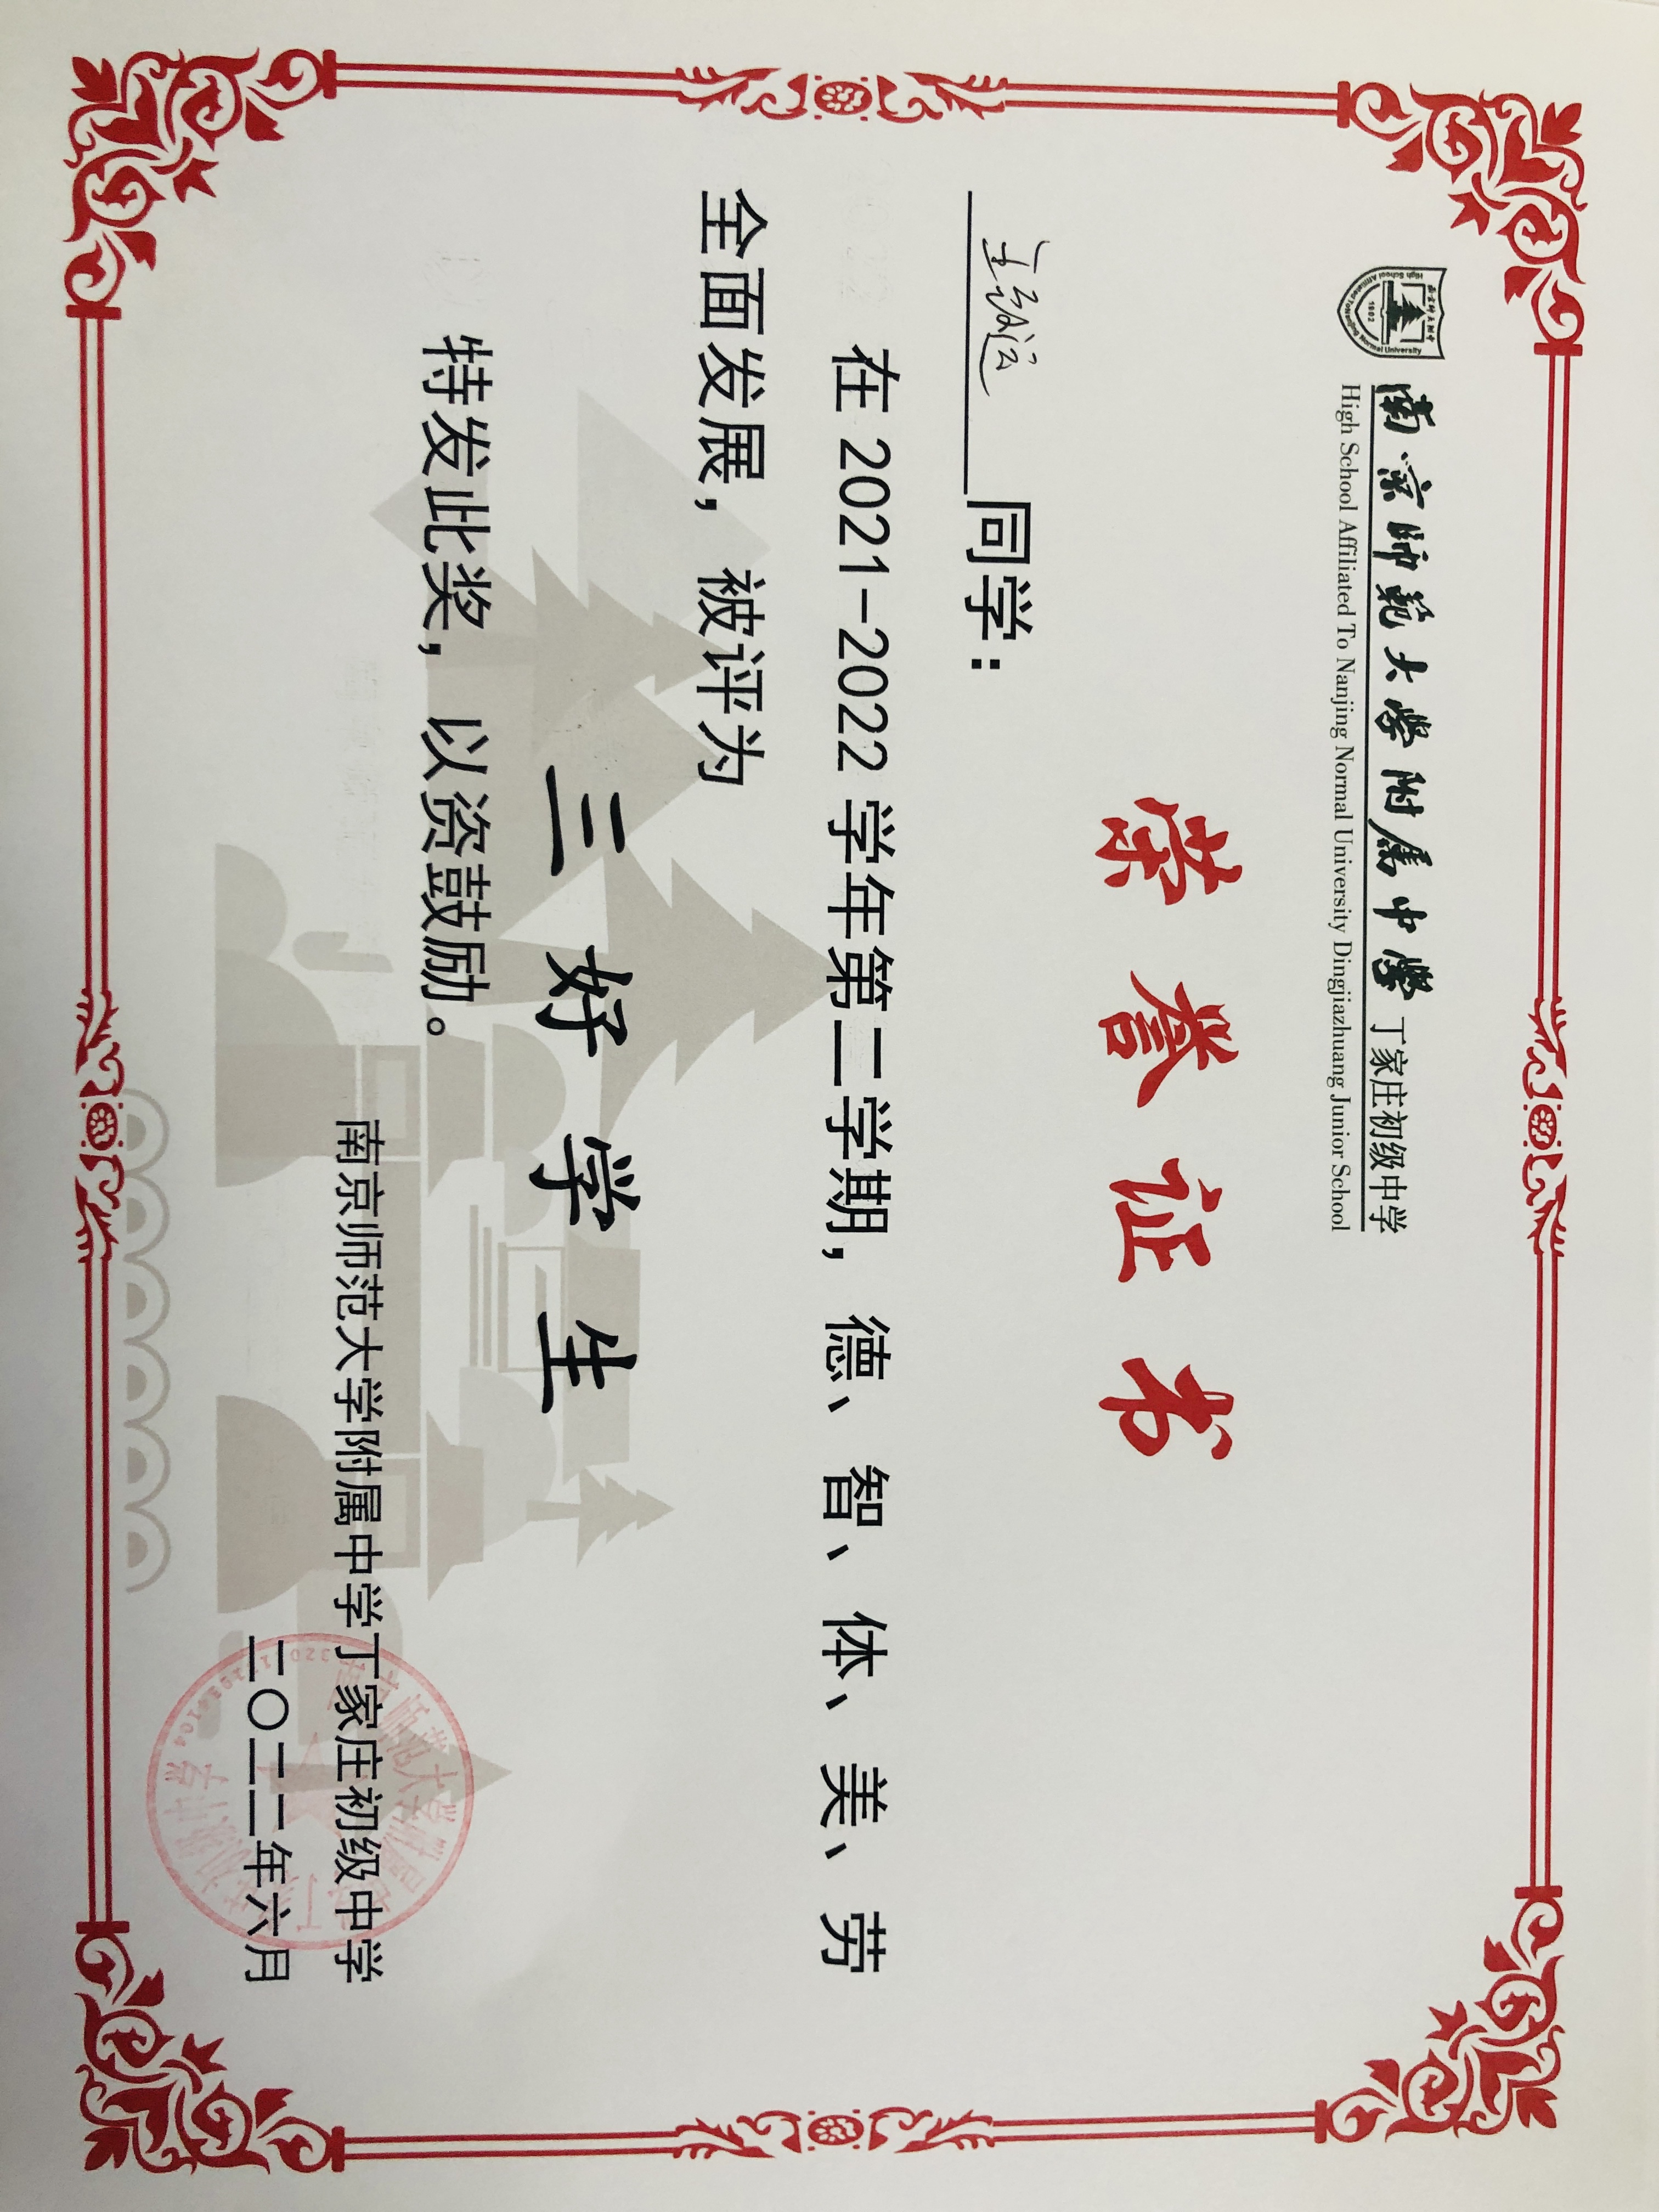 南京师范大学附属中学丁家庄初级中学
High School Affiliated To Nanjing Normal University Dingjiazhuang Junior School
荣誉证书
同学：
在 2021-2022 学年第二学期，德、智、体、美、劳
全面发展，被评为
三好学生
特发此奖，以资鼓励。
南京师范大学附属中学丁家庄初级中学
二〇二二年六月